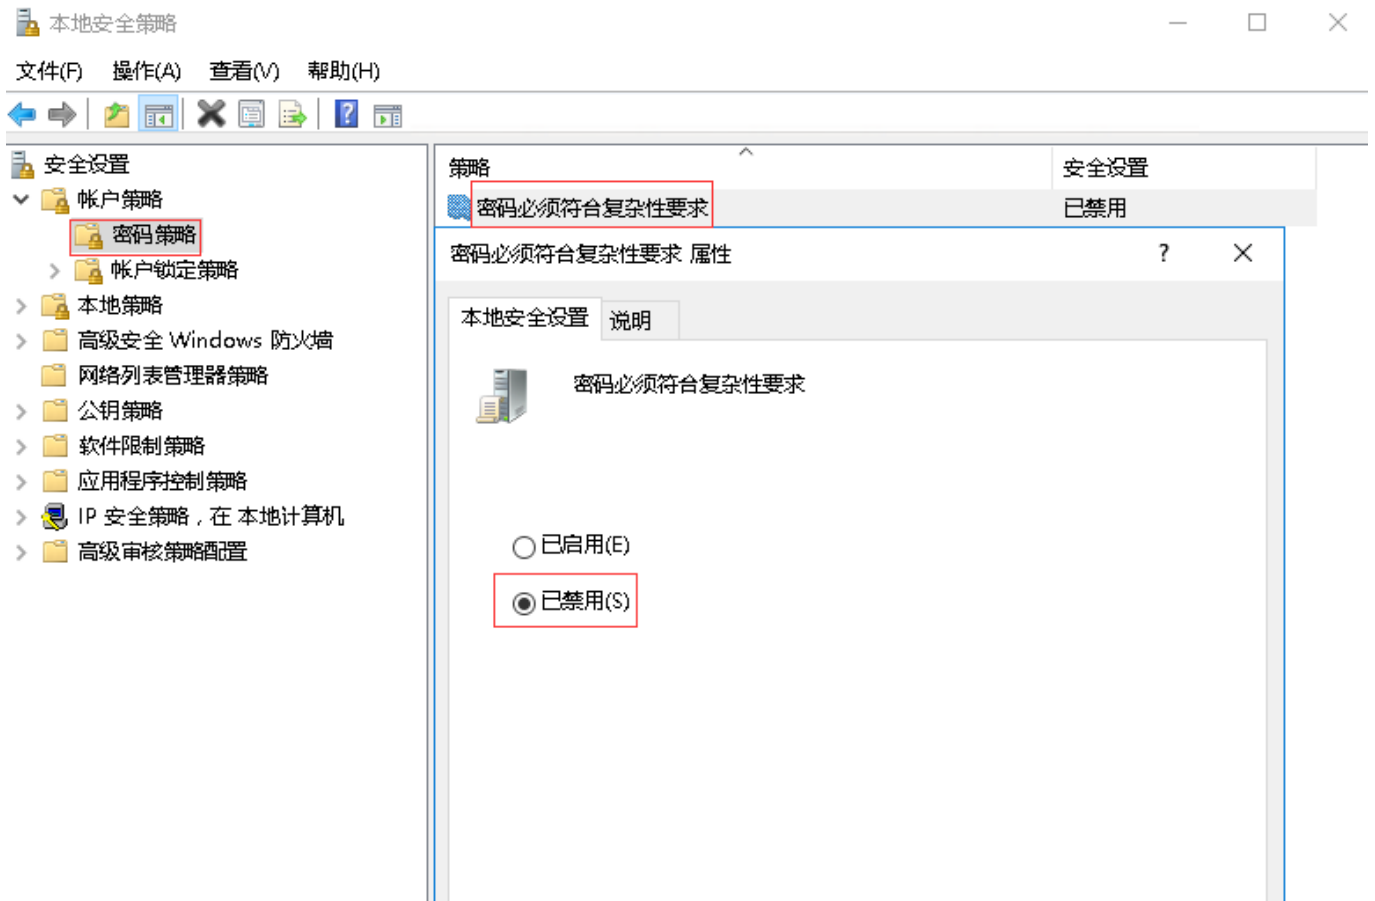 本地安全策略
文件(F) 操作(A) 查看(V) 帮助(H)
安全设置
帐户策略
密码策略
帐户锁定策略
本地策略
高级安全 Windows 防火墙
网络列表管理器策略
公钥策略
软件限制策略
应用程序控制策略
IP 安全策略，在 本地计算机
高级审核策略配置
策略 安全设置
密码必须符合复杂性要求 已禁用
密码必须符合复杂性要求 属性 ?
本地安全设置 说明
密码必须符合复杂性要求
已启用(E)
已禁用(S)